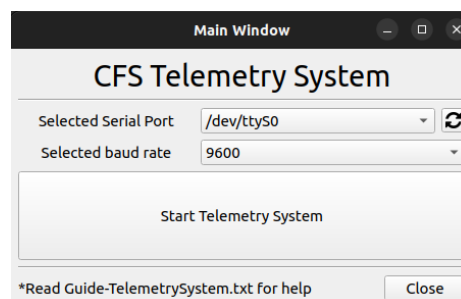 Main Window
CFS Telemetry System
Selected Serial Port /dev/ttyS0
Selected baud rate 9600
Start Telemetry System
*Read Guide-TelemetrySystem.txt for help Close